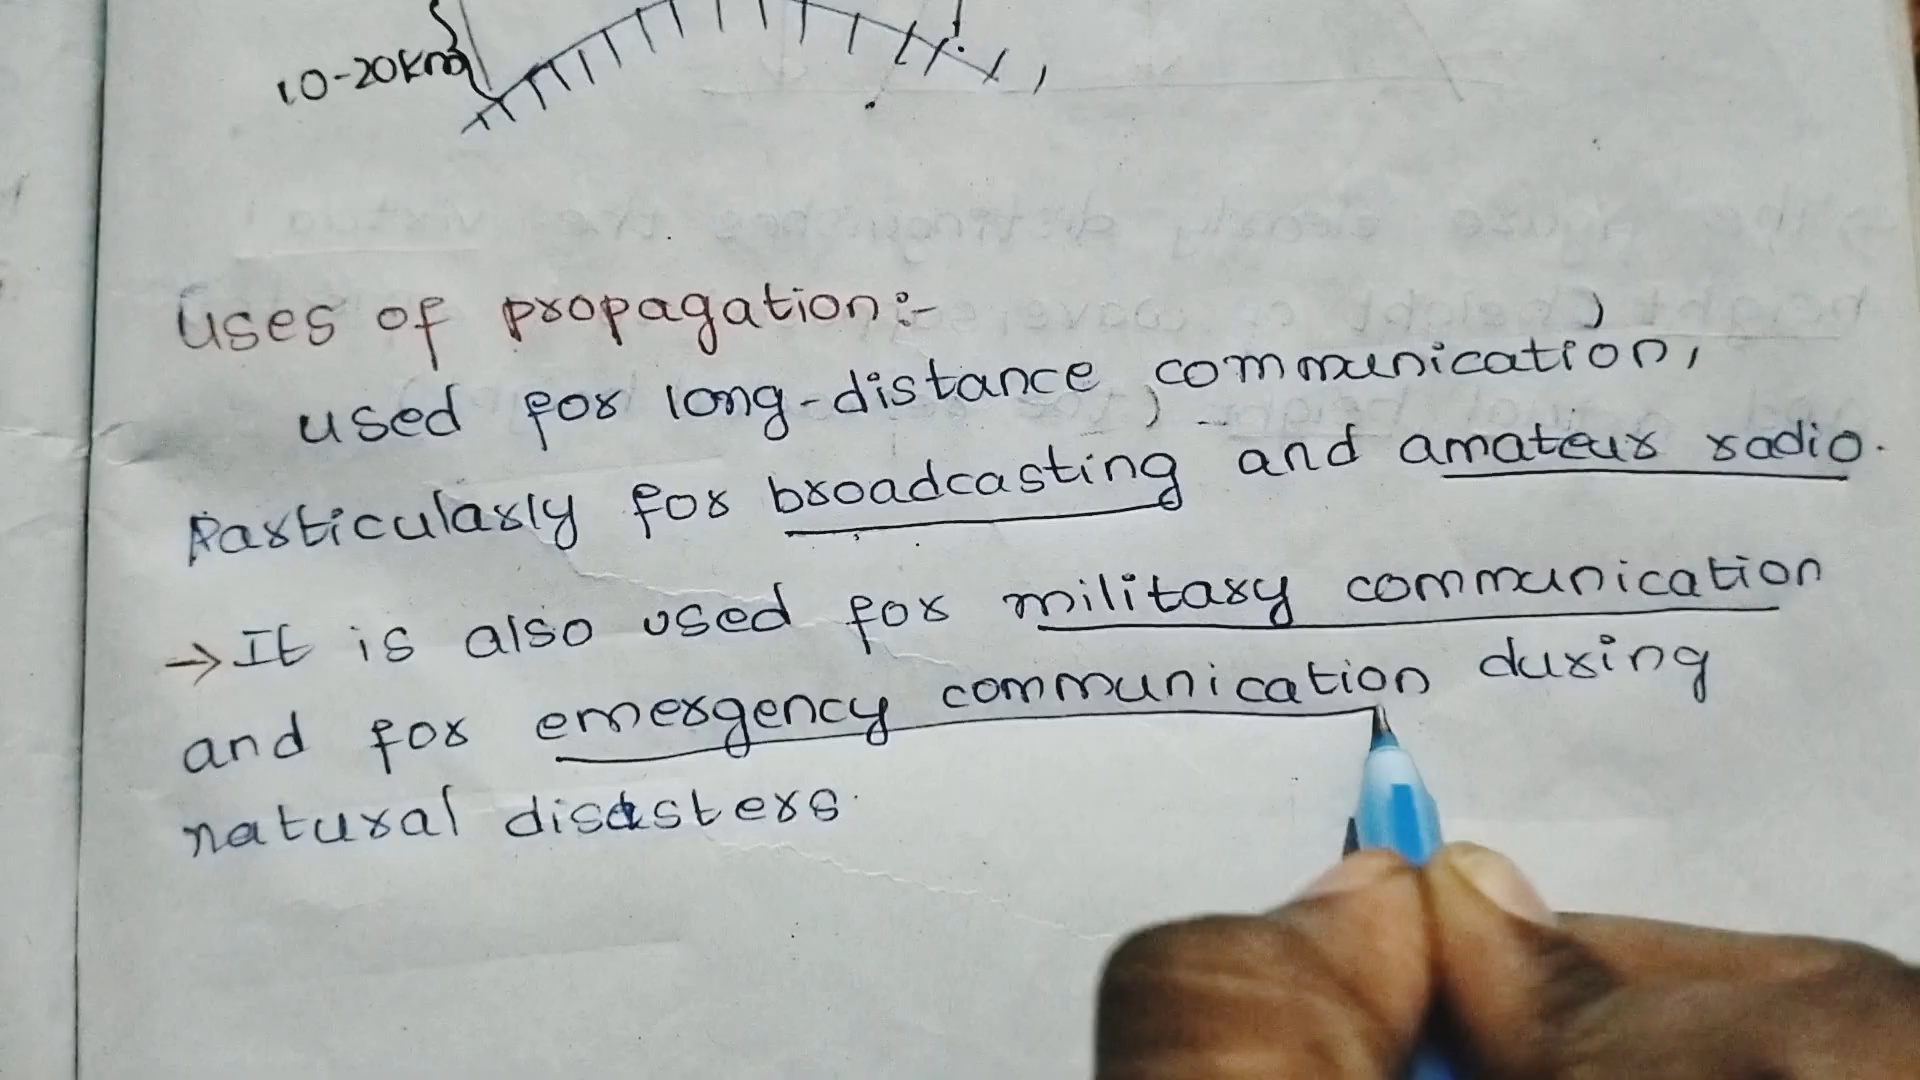 10-20km
Uses of propagation:-
used for long-distance communication,
Particularly for broadcasting and amateur radio.
→It is also used for military communication
and for emergency communication during
natural disasters.